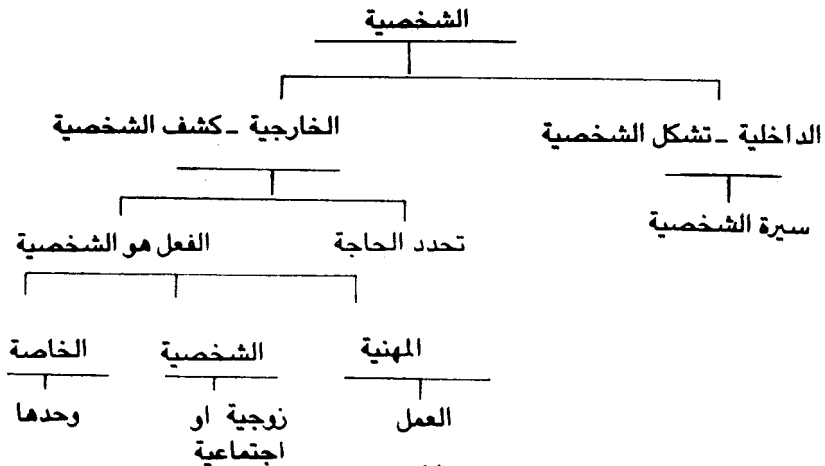 الشخصية
الداخلية ـ تشكل الشخصية
الخارجية ـ كشف الشخصية
سيرة الشخصية
تحدد الحاجة
الفعل هو الشخصية
المهنية
الشخصية
الخاصة
العمل
زوجية او
اجتماعية
وحدها